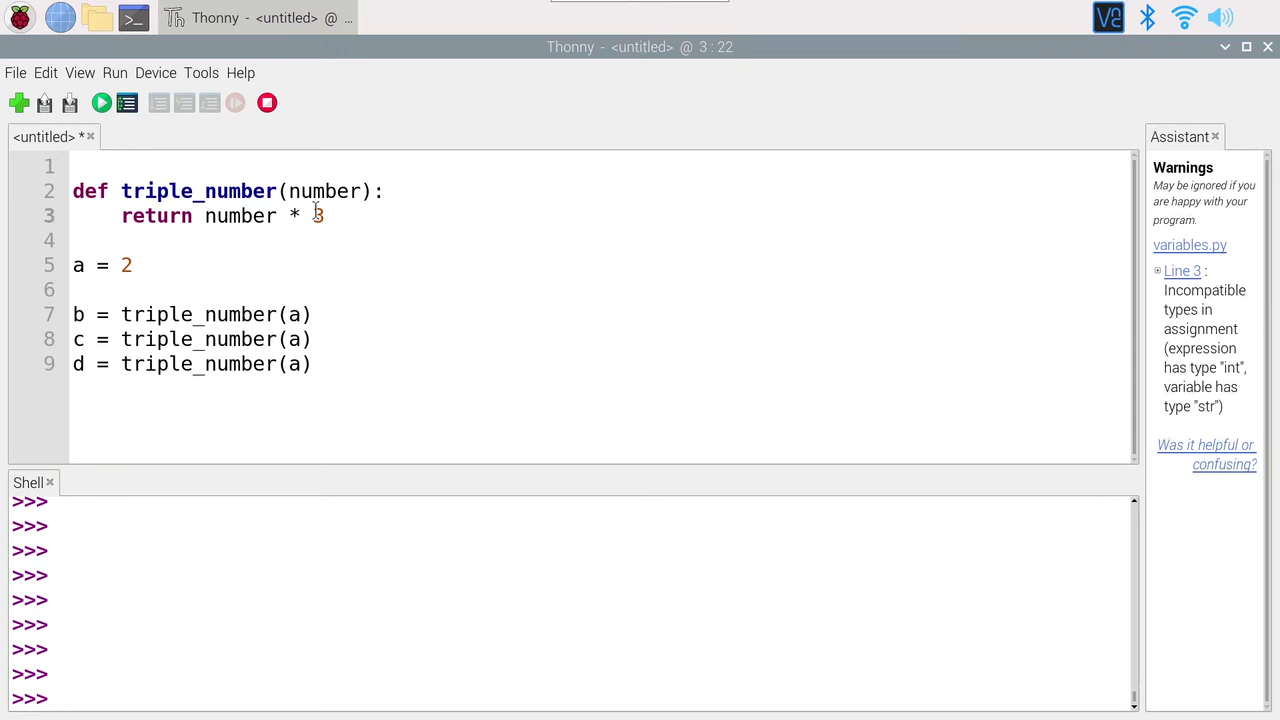 Thonny - <untitled> @ ...
Thonny - <untitled> @ 3 : 22
File Edit View Run Device Tools Help
<untitled> *
1
2 def triple_number(number):
3 return number * 3
4
5 a = 2
6
7 b = triple_number(a)
8 c = triple_number(a)
9 d = triple_number(a)
Shell
>>>
>>>
>>>
>>>
>>>
>>>
>>>
>>>
>>>
Assistant
Warnings
May be ignored if you
are happy with your
program.
variables.py
Line 3 :
Incompatible
types in
assignment
(expression
has type "int",
variable has
type "str")
Was it helpful or
confusing?